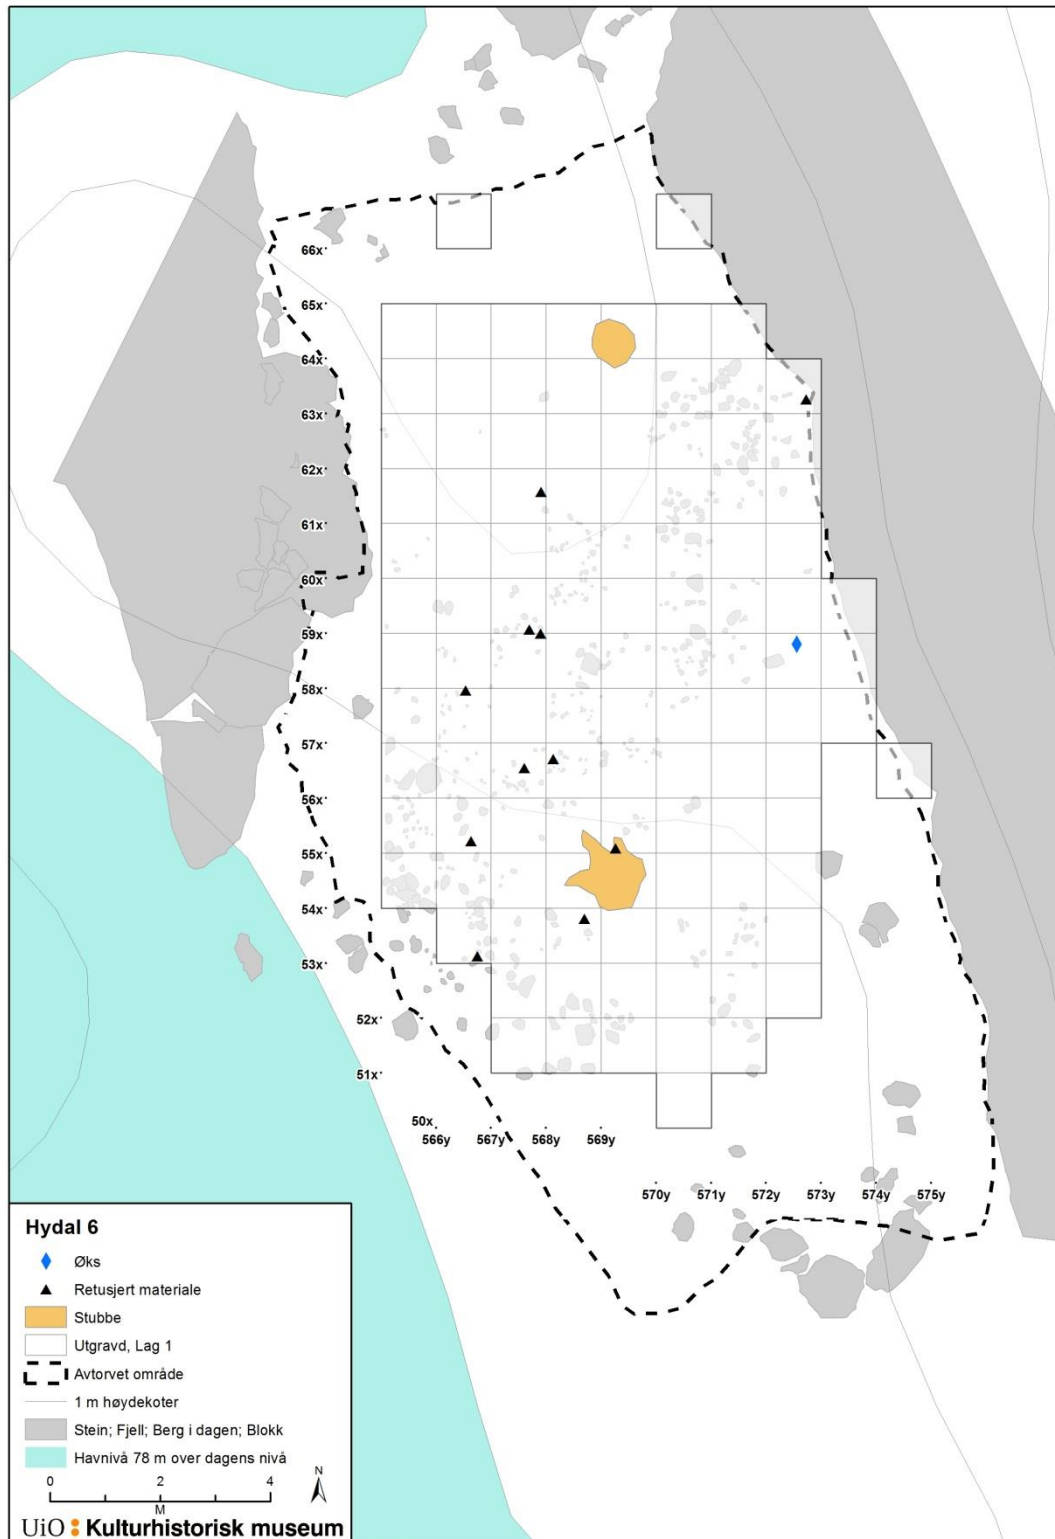 66x
65x
64x
63x
62x
61x
60x
59x
58x
57x
56x
55x
54x
53x
52x
51x
50x
566y 567y 568y 569y
570y 571y 572y 573y 574y 575y
Hydal 6
Øks
Retusjert materiale
Stubbe
Utgravd, Lag 1
Avtorvet område
1 m høydekoter
Stein; Fjell; Berg i dagen; Blokk
Havnivå 78 m over dagens nivå
0 2 4
M
N
UiO : Kulturhistorisk museum